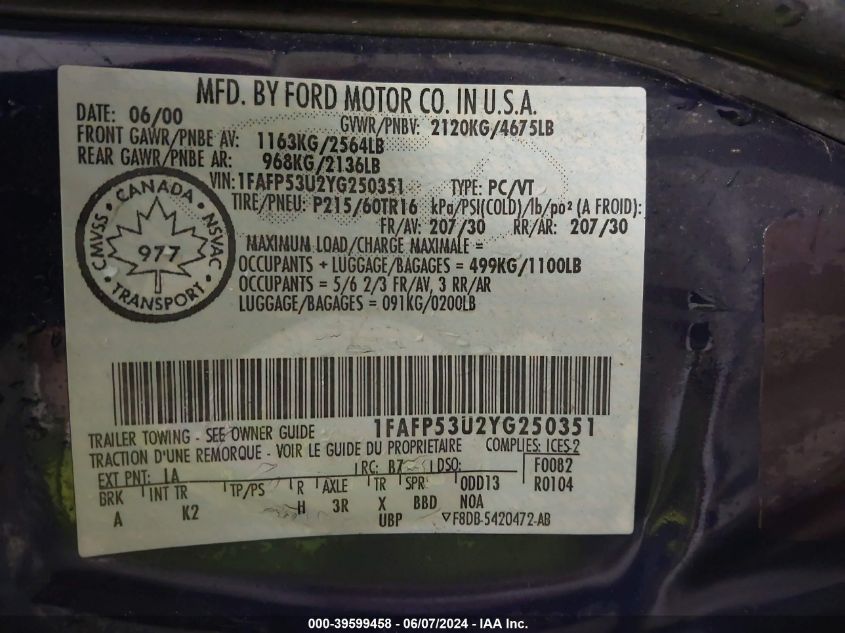 MFD. BY FORD MOTOR CO. IN U.S.A.
DATE: 06/00 GVWR/PNBV: 2120KG/4675LB
FRONT GAWR/PNBE AV: 1163KG/2564LB
REAR GAWR/PNBE AR: 968KG/2136LB
VIN: 1FAFP53U2YG250351 TYPE: PC/VT
TIRE/PNEU: P215/60TR16 kPa/PSI(COLD)/lb/po² (A FROID):
FR/AV: 207/30 RR/AR: 207/30
CANADA
CMVSS NSVAC
977
TRANSPORT
MAXIMUM LOAD/CHARGE MAXIMALE =
OCCUPANTS + LUGGAGE/BAGAGES = 499KG/1100LB
OCCUPANTS = 5/6 2/3 FR/AV, 3 RR/AR
LUGGAGE/BAGAGES = 091KG/0200LB
1FAFP53U2YG250351
TRAILER TOWING - SEE OWNER GUIDE COMPLIES: ICES-2
TRACTION D'UNE REMORQUE - VOIR LE GUIDE DU PROPRIETAIRE
EXT PNT: LA RC: B7 DSO: F0082
BRK INT TR TP/PS R AXLE TR SPR ODD13 R0104
A K2 H 3R X BBD NOA
UBP F8DB-5420472-AB
000-39599458 - 06/07/2024 - IAA Inc.